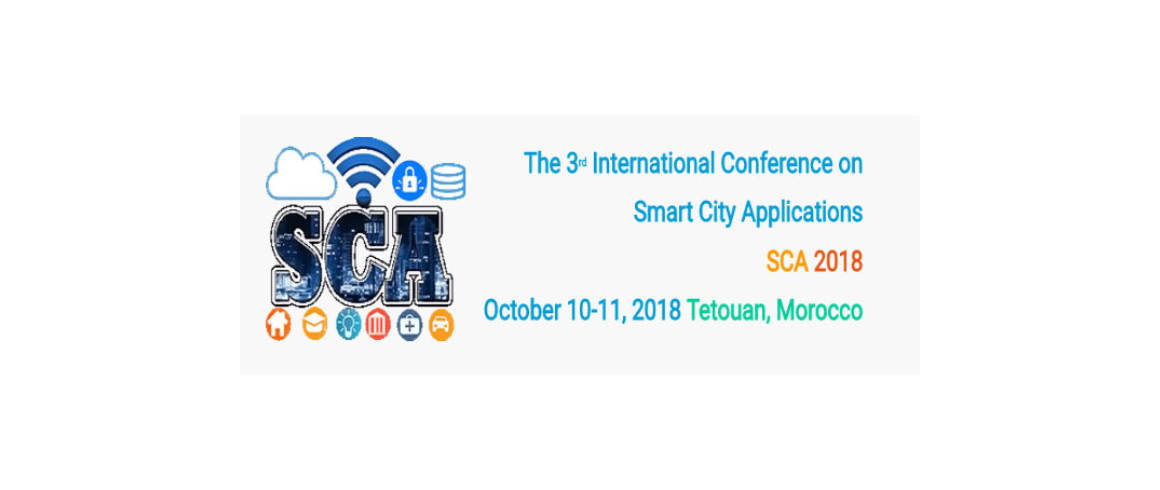 The 3rd International Conference on
Smart City Applications
SCA
SCA 2018
October 10-11, 2018 Tetouan, Morocco